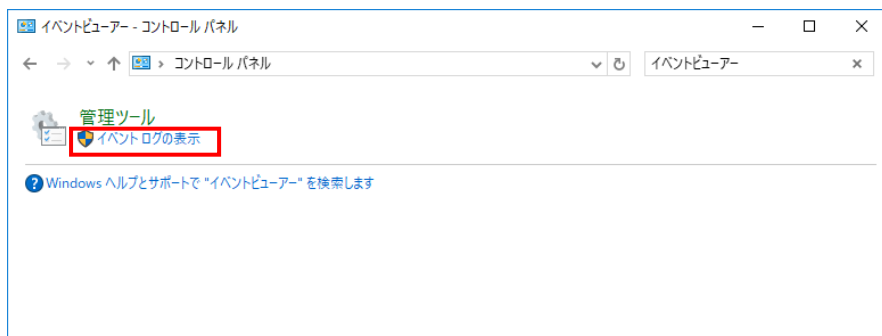 イベントビューアー - コントロール パネル
コントロール パネル
イベントビューアー
管理ツール
イベント ログの表示
Windows ヘルプとサポートで "イベントビューアー" を検索します